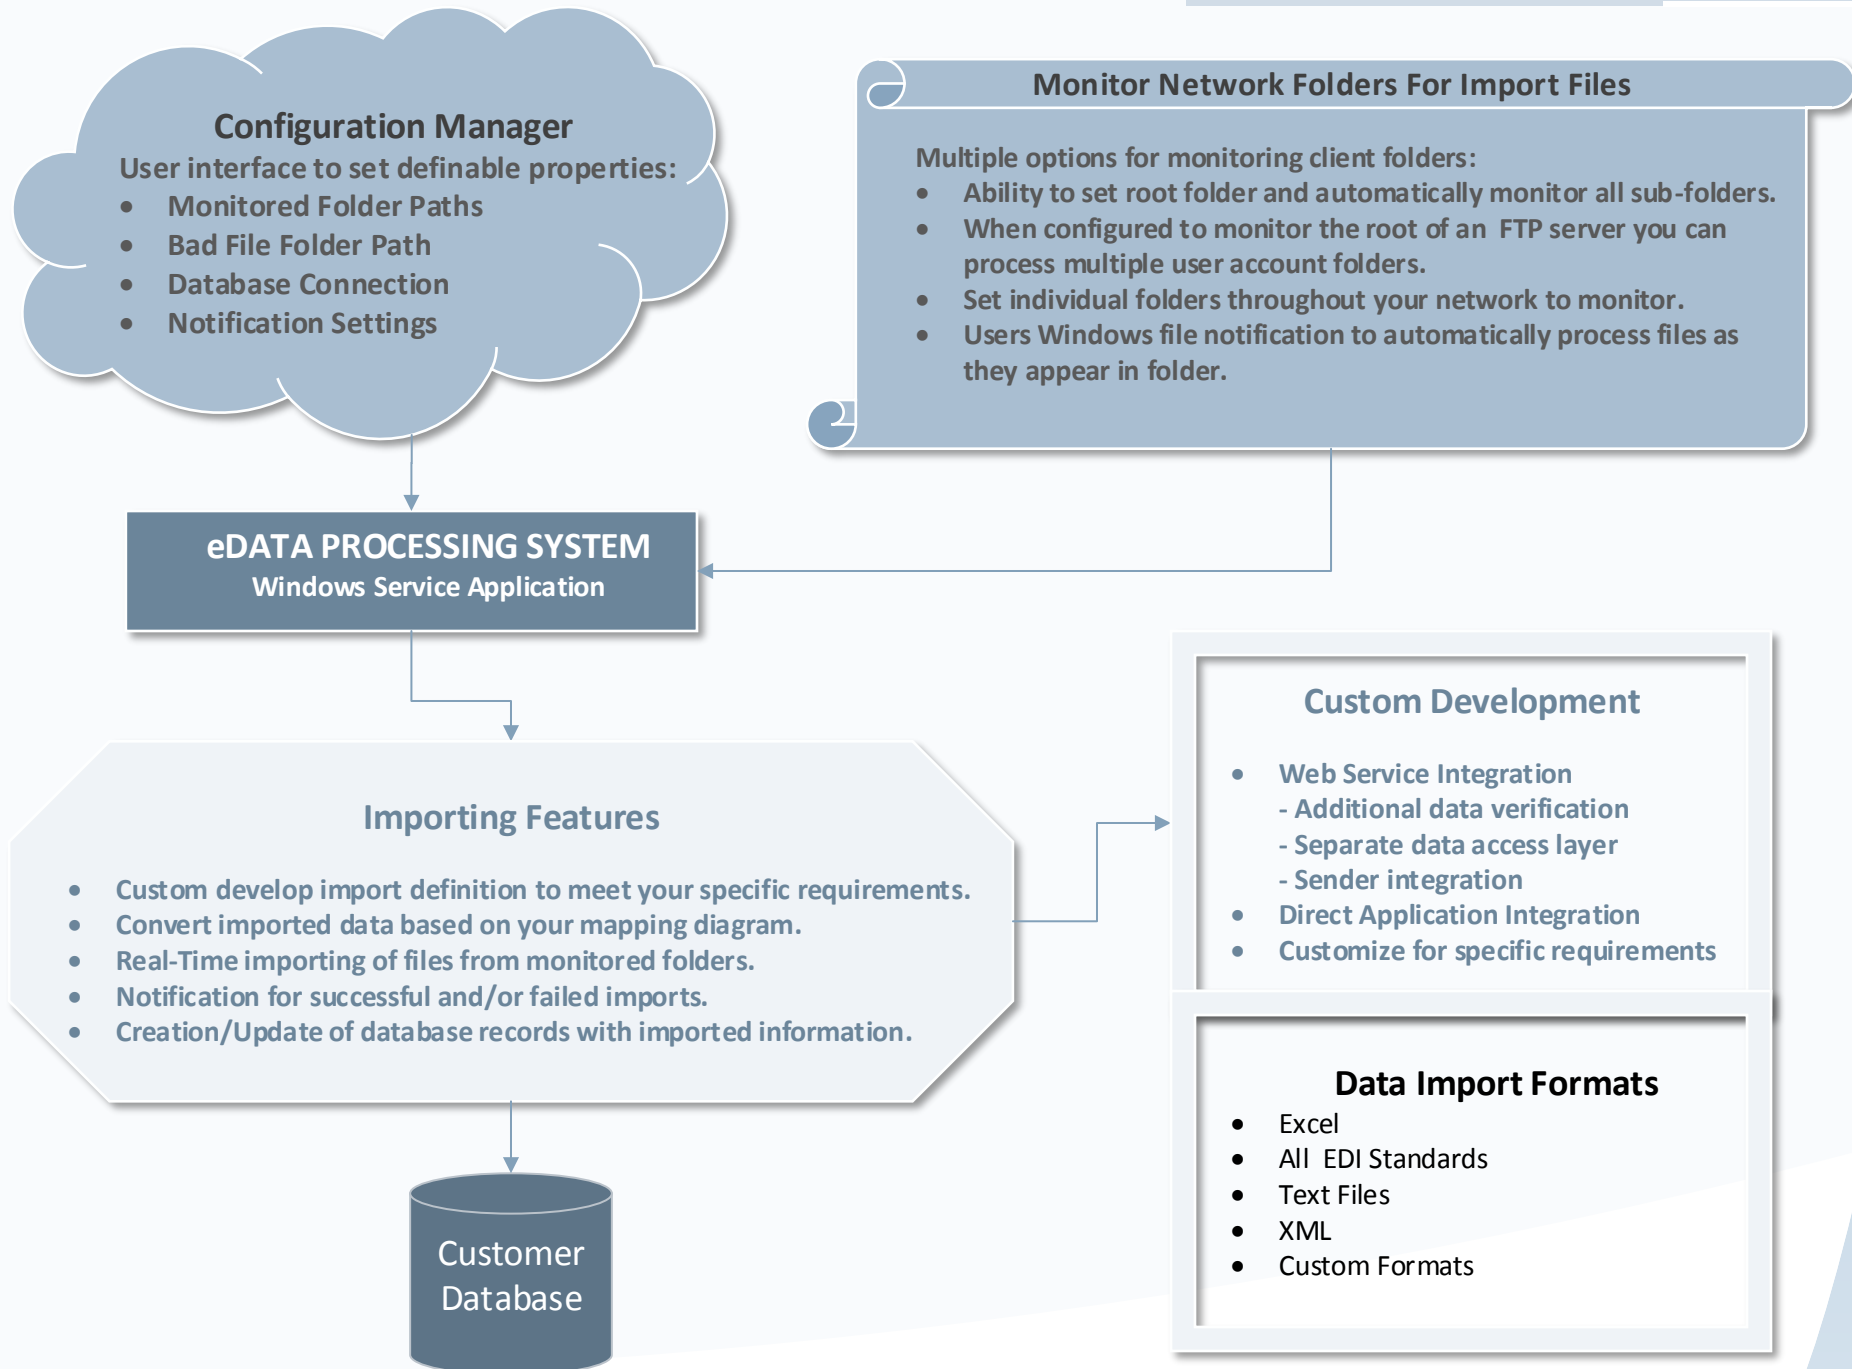 Configuration Manager
User interface to set definable properties:
• Monitored Folder Paths
• Bad File Folder Path
• Database Connection
• Notification Settings
Monitor Network Folders For Import Files
Multiple options for monitoring client folders:
• Ability to set root folder and automatically monitor all sub-folders.
• When configured to monitor the root of an FTP server you can
process multiple user account folders.
• Set individual folders throughout your network to monitor.
• Users Windows file notification to automatically process files as
they appear in folder.
eDATA PROCESSING SYSTEM
Windows Service Application
Importing Features
• Custom develop import definition to meet your specific requirements.
• Convert imported data based on your mapping diagram.
• Real-Time importing of files from monitored folders.
• Notification for successful and/or failed imports.
• Creation/Update of database records with imported information.
Custom Development
• Web Service Integration
- Additional data verification
- Separate data access layer
- Sender integration
• Direct Application Integration
• Customize for specific requirements
Data Import Formats
• Excel
• All EDI Standards
• Text Files
• XML
• Custom Formats
Customer
Database